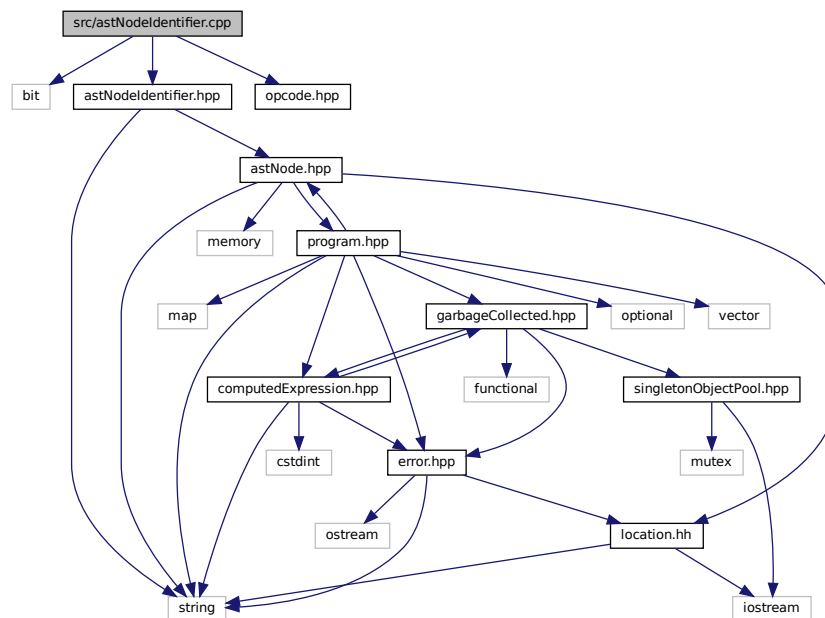 src/astNodeIdentifier.cpp
bit
astNodeIdentifier.hpp
opcode.hpp
astNode.hpp
memory
program.hpp
map
garbageCollected.hpp
optional
vector
computedExpression.hpp
functional
singletonObjectPool.hpp
cstdint
error.hpp
mutex
ostream
location.hh
string
iostream